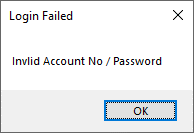 Login Failed
Invlid Account No / Password
OK